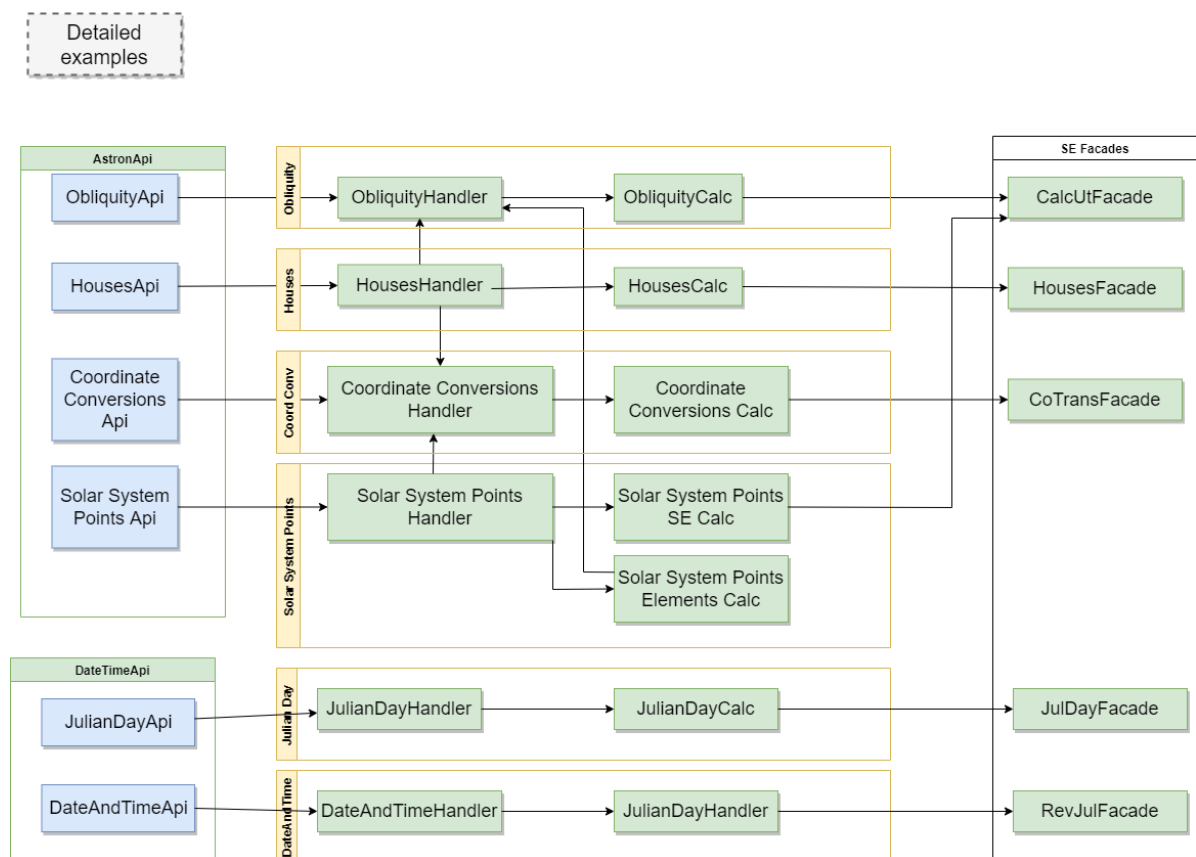 Detailed
examples
AstronApi
SE Facades
Obliquity
ObliquityApi
ObliquityHandler
ObliquityCalc
CalcUtFacade
Houses
HousesApi
HousesHandler
HousesCalc
HousesFacade
Coord Conv
Coordinate
Conversions
Api
Coordinate Conversions
Handler
Coordinate
Conversions Calc
CoTransFacade
Solar System Points
Solar System
Points Api
Solar System Points
Handler
Solar System Points
SE Calc
Solar System Points
Elements Calc
DateTimeApi
Julian Day
JulianDayApi
JulianDayHandler
JulianDayCalc
JulDayFacade
DateAndTime
DateAndTimeApi
DateAndTimeHandler
JulianDayHandler
RevJulFacade